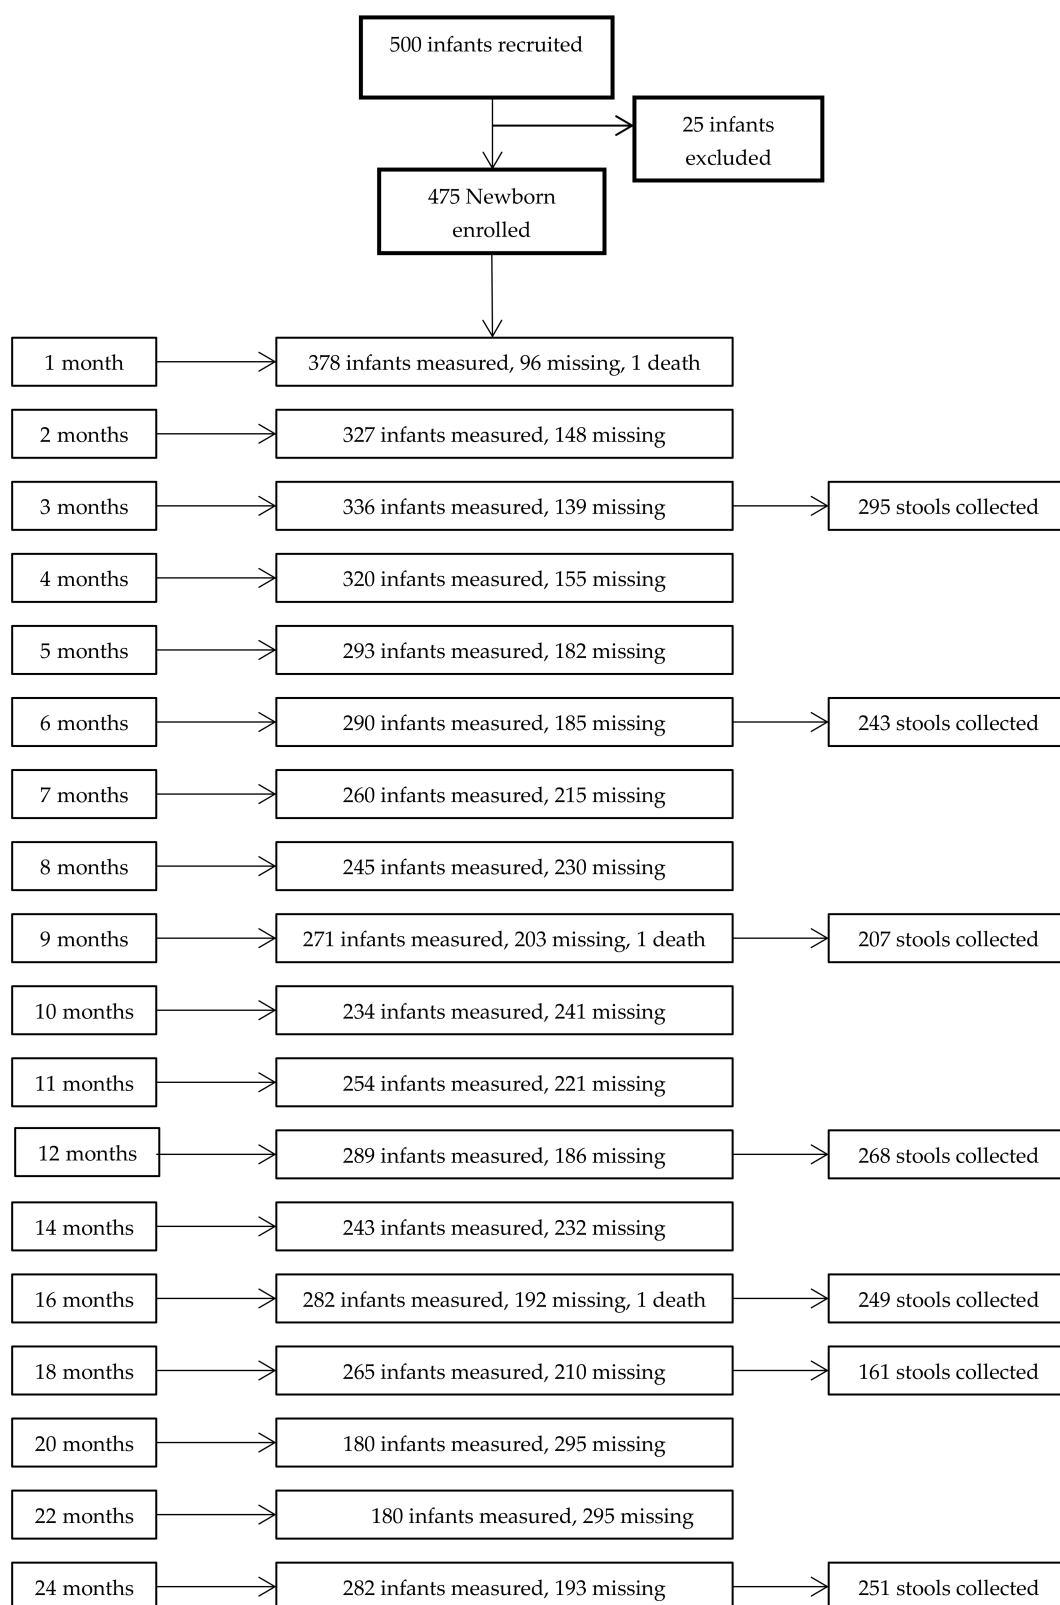 500 infants recruited
25 infants
excluded
475 Newborn
enrolled
1 month
378 infants measured, 96 missing, 1 death
2 months
327 infants measured, 148 missing
3 months
336 infants measured, 139 missing
295 stools collected
4 months
320 infants measured, 155 missing
5 months
293 infants measured, 182 missing
6 months
290 infants measured, 185 missing
243 stools collected
7 months
260 infants measured, 215 missing
8 months
245 infants measured, 230 missing
9 months
271 infants measured, 203 missing, 1 death
207 stools collected
10 months
234 infants measured, 241 missing
11 months
254 infants measured, 221 missing
12 months
289 infants measured, 186 missing
268 stools collected
14 months
243 infants measured, 232 missing
16 months
282 infants measured, 192 missing, 1 death
249 stools collected
18 months
265 infants measured, 210 missing
161 stools collected
20 months
180 infants measured, 295 missing
22 months
180 infants measured, 295 missing
24 months
282 infants measured, 193 missing
251 stools collected